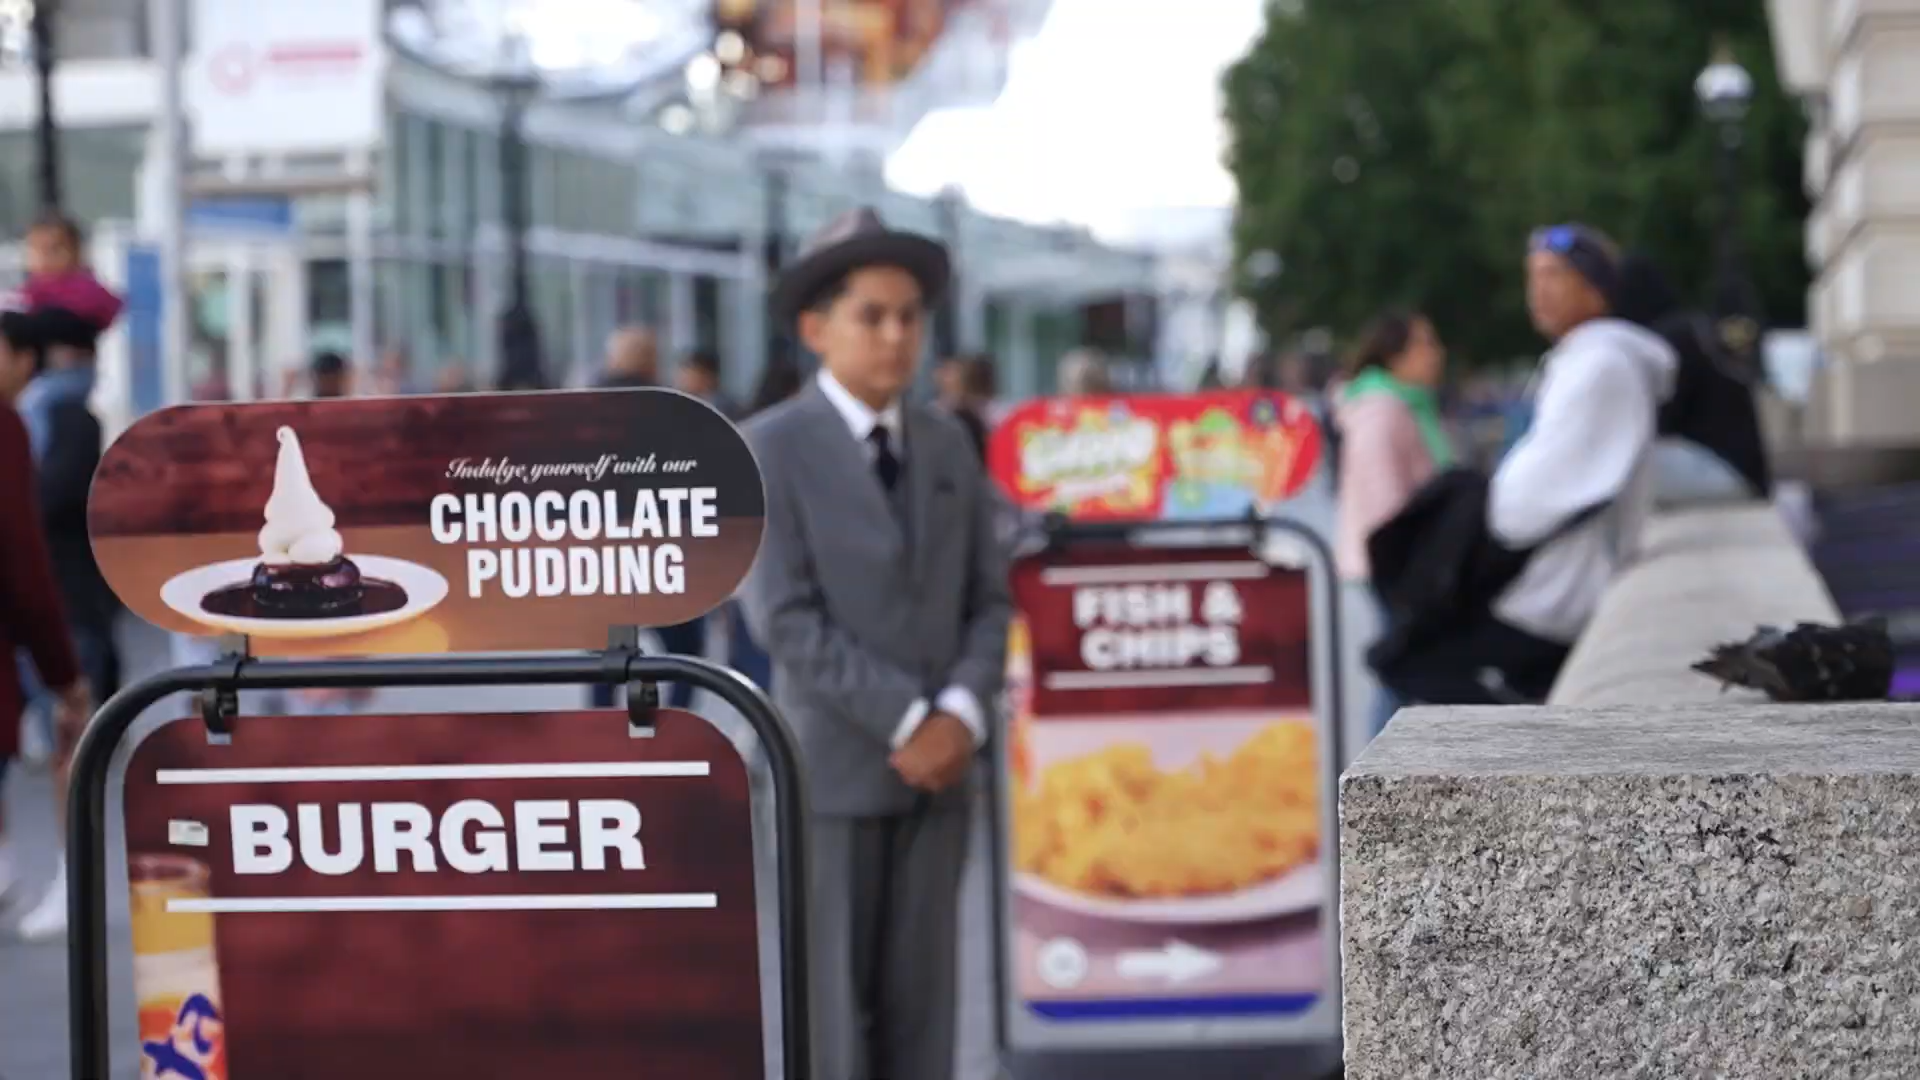 Indulge yourself with our
CHOCOLATE
PUDDING
BURGER
FISH &
CHIPS